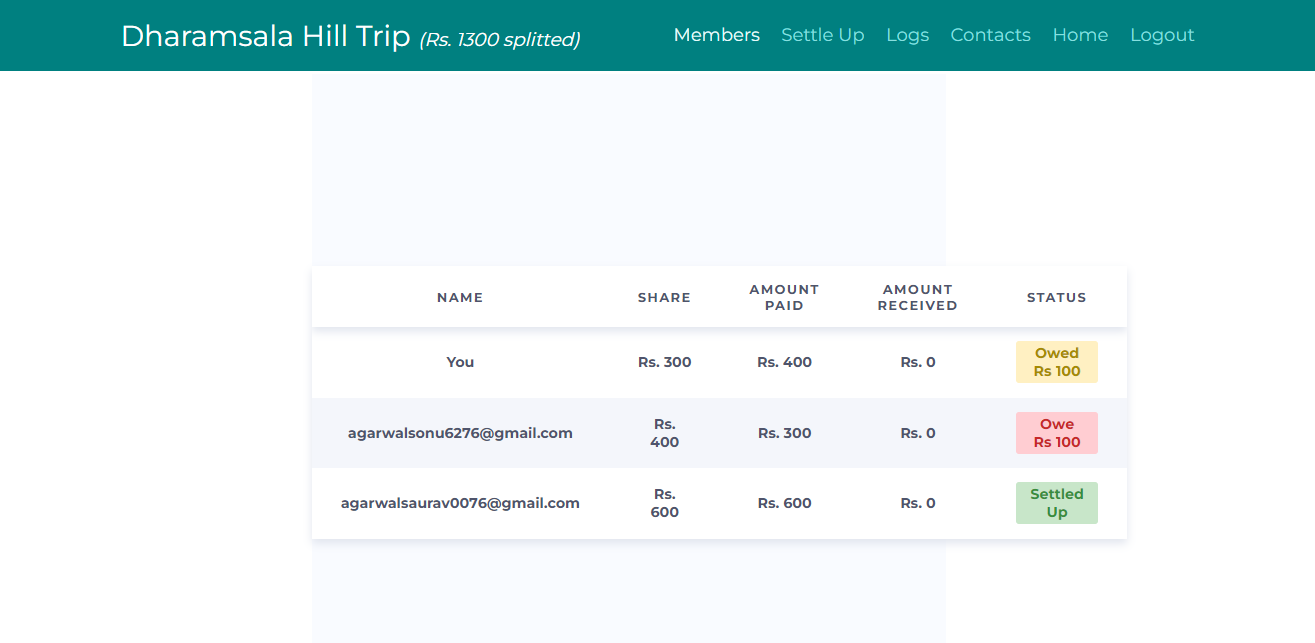 Dharamsala Hill Trip (Rs. 1300 splitted)
Members Settle Up Logs Contacts Home Logout
NAME SHARE AMOUNT PAID AMOUNT RECEIVED STATUS
You Rs. 300 Rs. 400 Rs. 0 Owed Rs 100
agarwalsonu6276@gmail.com Rs. 400 Rs. 300 Rs. 0 Owe Rs 100
agarwalsaurav0076@gmail.com Rs. 600 Rs. 600 Rs. 0 Settled Up